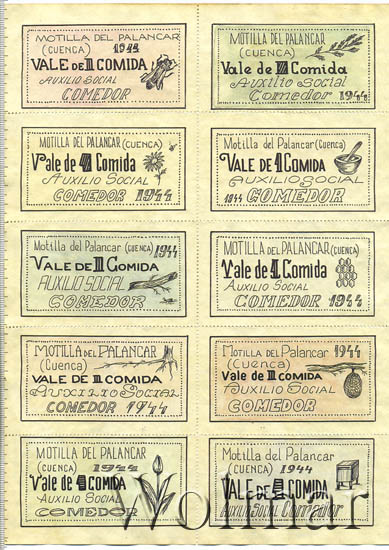 MOTILLA DEL PALANCAR
(CUENCA) 1944
VALE DE 1 COMIDA
AUXILIO SOCIAL
COMEDOR
MOTILLA DEL PALANCAR
(CUENCA)
Vale de 1 Comida
Auxilio Social
Comedor 1944
MOTILLA DEL PALANCAR (CUENCA)
Vale de 1 Comida
AUXILIO SOCIAL
COMEDOR 1944
Motilla del Palancar (Cuenca)
VALE DE 1 COMIDA
AUXILIO SOCIAL
1944 COMEDOR
Motilla del Palancar (CUENCA) 1944
VALE DE 1 COMIDA
AUXILIO SOCIAL
COMEDOR
MOTILLA DEL PALANCAR (CUENCA)
Vale de 1 Comida
AUXILIO SOCIAL
COMEDOR 1944
MOTILLA DEL PALANCAR
(Cuenca)
VALE DE 1 COMIDA
Auxilio Social
COMEDOR 1944
MOTILLA DEL Palancar 1944
(Cuenca)
VALE DE 1 COMIDA
AUXILIO SOCIAL
COMEDOR
MOTILLA DEL PALANCAR
(CUENCA) 1944
Vale de 1 Comida
AUXILIO SOCIAL
COMEDOR
Motilla del Palancar
(CUENCA) 1944
VALE DE 1 COMIDA
AUXILIO SOCIAL Comedor
Wolmar